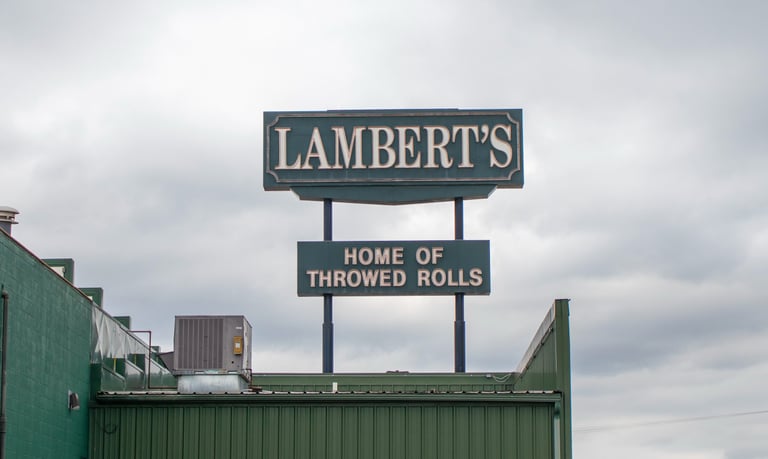 LAMBERT'S
HOME OF
THROWED ROLLS